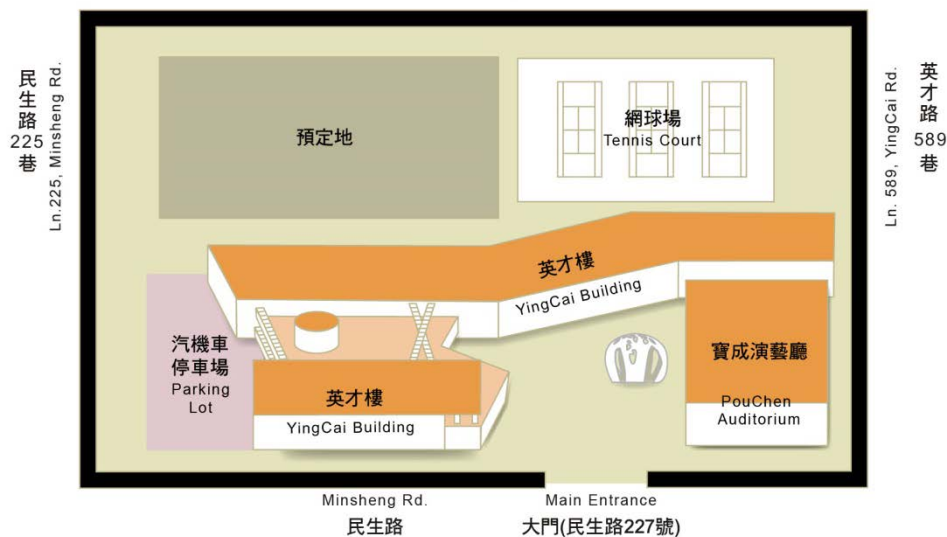 民生路225巷
Ln.225, Minsheng Rd.
預定地
網球場
Tennis Court
英才路589巷
Ln. 589, YingCai Rd.
英才樓
YingCai Building
汽機車
停車場
Parking
Lot
英才樓
YingCai Building
寶成演藝廳
PouChen
Auditorium
Minsheng Rd.
民生路
Main Entrance
大門(民生路227號)